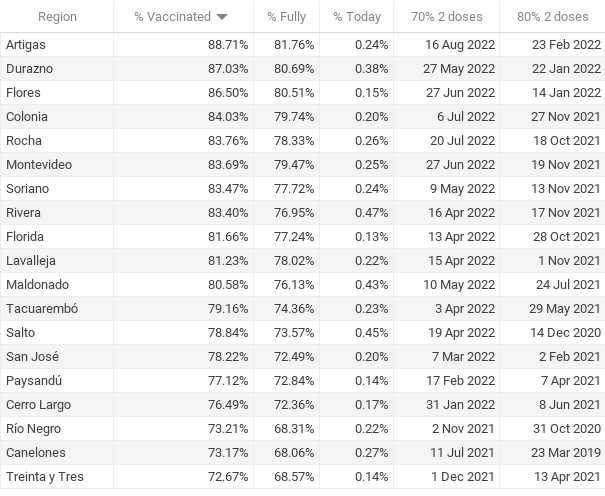 Region % Vaccinated % Fully % Today 70% 2 doses 80% 2 doses
Artigas 88.71% 81.76% 0.24% 16 Aug 2022 23 Feb 2022
Durazno 87.03% 80.69% 0.38% 27 May 2022 22 Jan 2022
Flores 86.50% 80.51% 0.15% 27 Jun 2022 14 Jan 2022
Colonia 84.03% 79.74% 0.20% 6 Jul 2022 27 Nov 2021
Rocha 83.76% 78.33% 0.26% 20 Jul 2022 18 Oct 2021
Montevideo 83.69% 79.47% 0.25% 27 Jun 2022 19 Nov 2021
Soriano 83.47% 77.72% 0.24% 9 May 2022 13 Nov 2021
Rivera 83.40% 76.95% 0.47% 16 Apr 2022 17 Nov 2021
Florida 81.66% 77.24% 0.13% 13 Apr 2022 28 Oct 2021
Lavalleja 81.23% 78.02% 0.22% 15 Apr 2022 1 Nov 2021
Maldonado 80.58% 76.13% 0.43% 10 May 2022 24 Jul 2021
Tacuarembó 79.16% 74.36% 0.23% 3 Apr 2022 29 May 2021
Salto 78.84% 73.57% 0.45% 19 Apr 2022 14 Dec 2020
San José 78.22% 72.49% 0.20% 7 Mar 2022 2 Feb 2021
Paysandú 77.12% 72.84% 0.14% 17 Feb 2022 7 Apr 2021
Cerro Largo 76.49% 72.36% 0.17% 31 Jan 2022 8 Jun 2021
Río Negro 73.21% 68.31% 0.22% 2 Nov 2021 31 Oct 2020
Canelones 73.17% 68.06% 0.27% 11 Jul 2021 23 Mar 2019
Treinta y Tres 72.67% 68.57% 0.14% 1 Dec 2021 13 Apr 2021